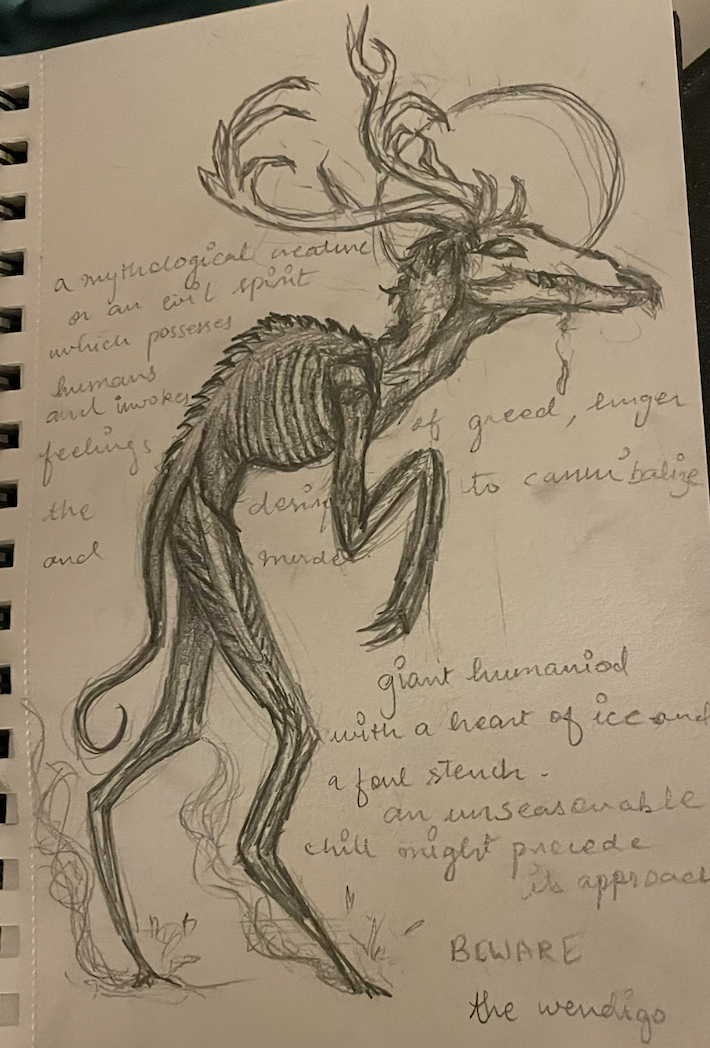 a mythological creature
or an evil spirit
which possesses
humans
and invokes
feelings of greed, hunger
the desire to cannibalize
and murder
giant humaniod
with a heart of ice and
a foul stench.
an unseasonable
chill might precede
its approach
BEWARE
the wendigo